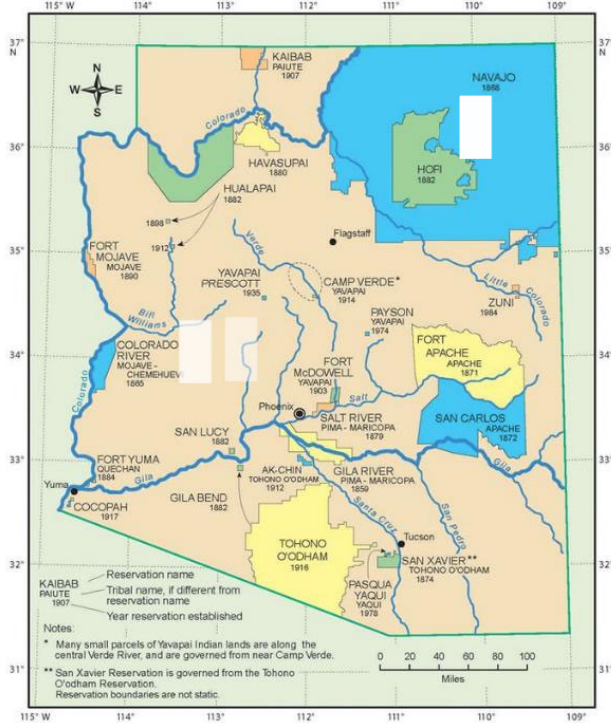 115°W 114° 113° 112° 111° 110° 109°
37°
N
36°
35°
34°
33°
32°
31°
37°
N
36°
35°
34°
33°
32°
31°
115°W 114° 113° 112° 111° 110° 109°
N
W E
S
KAIBAB
PAIUTE
1907
NAVAJO
1868
Colorado
HAVASUPAI
1880
HOPI
1882
HUALAPAI
1882
1898
1912
Flagstaff
FORT
MOJAVE
MOJAVE
1890
Verde
YAVAPAI
PRESCOTT
1935
CAMP VERDE*
YAVAPAI
1914
Little Colorado
ZUNI
1984
Bill
Williams
PAYSON
YAVAPAI
1974
COLORADO
RIVER
MOJAVE -
CHEMEHUEVI
1865
Colorado
FORT
McDOWELL
YAVAPAI
1903
FORT
APACHE
APACHE
1871
Phoenix
Salt
SALT RIVER
PIMA - MARICOPA
1879
SAN CARLOS
APACHE
1872
SAN LUCY
1882
Gila
FORT YUMA
QUECHAN
1884
Gila
AK-CHIN
TOHONO O'ODHAM
1912
GILA RIVER
PIMA - MARICOPA
1859
Yuma
COCOPAH
1917
GILA BEND
1882
Santa Cruz
San Pedro
TOHONO
O'ODHAM
1916
Tucson
SAN XAVIER**
TOHONO O'ODHAM
1874
PASQUA
YAQUI
YAQUI
1978
KAIBAB Reservation name
PAIUTE Tribal name, if different from
reservation name
1907 Year reservation established
Notes:
* Many small parcels of Yavapai Indian lands are along the
central Verde River, and are governed from near Camp Verde.
** San Xavier Reservation is governed from the Tohono
O'odham Reservation.
Reservation boundaries are not static.
0 20 40 60 80 100
Miles